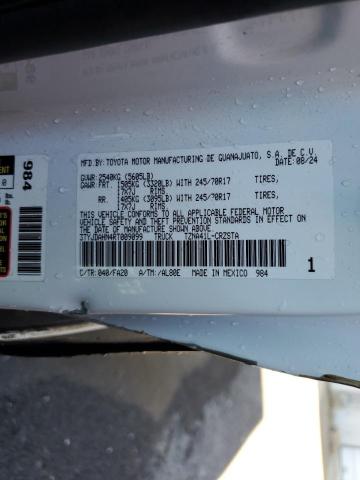 MFD.BY:TOYOTA MOTOR MANUFACTURING DE GUANAJUATO, S.A.DE C.V.
DATE:08/24
GVWR:2540KG (5605LB)
GAWR:FRT. 1505KG (3320LB) WITH 245/70R17 TIRES,
17X7J RIMS
RR. 1405KG (3095LB) WITH 245/70R17 TIRES,
17X7J RIMS
THIS VEHICLE CONFORMS TO ALL APPLICABLE FEDERAL MOTOR
VEHICLE SAFETY AND THEFT PREVENTION STANDARDS IN EFFECT
ON THE DATE OF MANUFACTURE SHOWN ABOVE.
TRUCK TZNA41L-CRZSTA
C/TR:040/FA20 A/TM:/AL80E MADE IN MEXICO 984
1
984